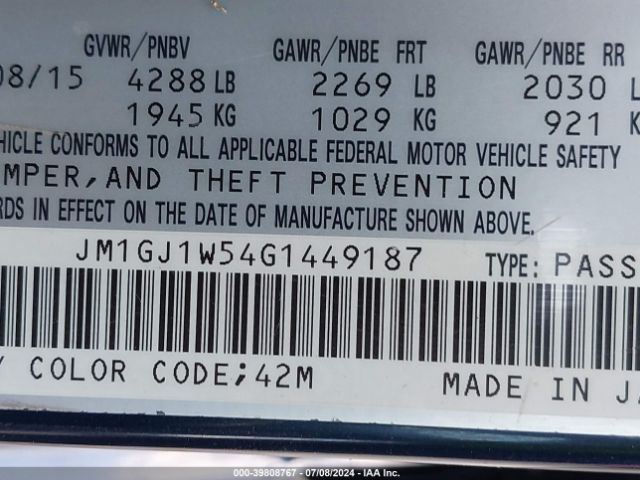 GVWR/PNBV GAWR/PNBE FRT GAWR/PNBE RR
08/15 4288 LB 2269 LB 2030 L
1945 KG 1029 KG 921 K
EHICLE CONFORMS TO ALL APPLICABLE FEDERAL MOTOR VEHICLE SAFETY
UMPER,AND THEFT PREVENTION
RDS IN EFFECT ON THE DATE OF MANUFACTURE SHOWN ABOVE.
JM1GJ1W54G1449187 TYPE: PASS
Y COLOR CODE;42M MADE IN JA
000-39808767 - 07/08/2024 - IAA Inc.